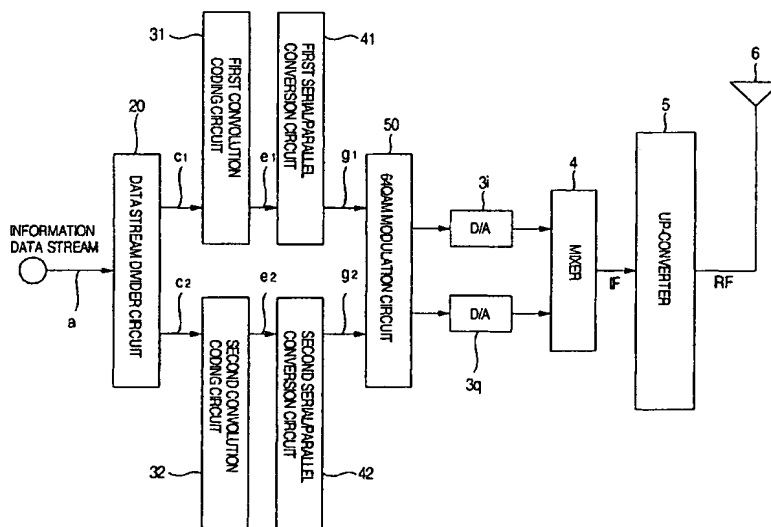 31
FIRST CONVOLUTION
CODING CIRCUIT
41
FIRST SERIAL/PARALLEL
CONVERSION CIRCUIT
6
20
DATA STREAM DIVIDER CIRCUIT
c1
e1
g1
50
64QAM MODULATION CIRCUIT
3i
D/A
4
MIXER
5
UP-CONVERTER
INFORMATION
DATA STREAM
a
IF
RF
c2
e2
g2
D/A
3q
SECOND CONVOLUTION
CODING CIRCUIT
32
SECOND SERIAL/PARALLEL
CONVERSION CIRCUIT
42